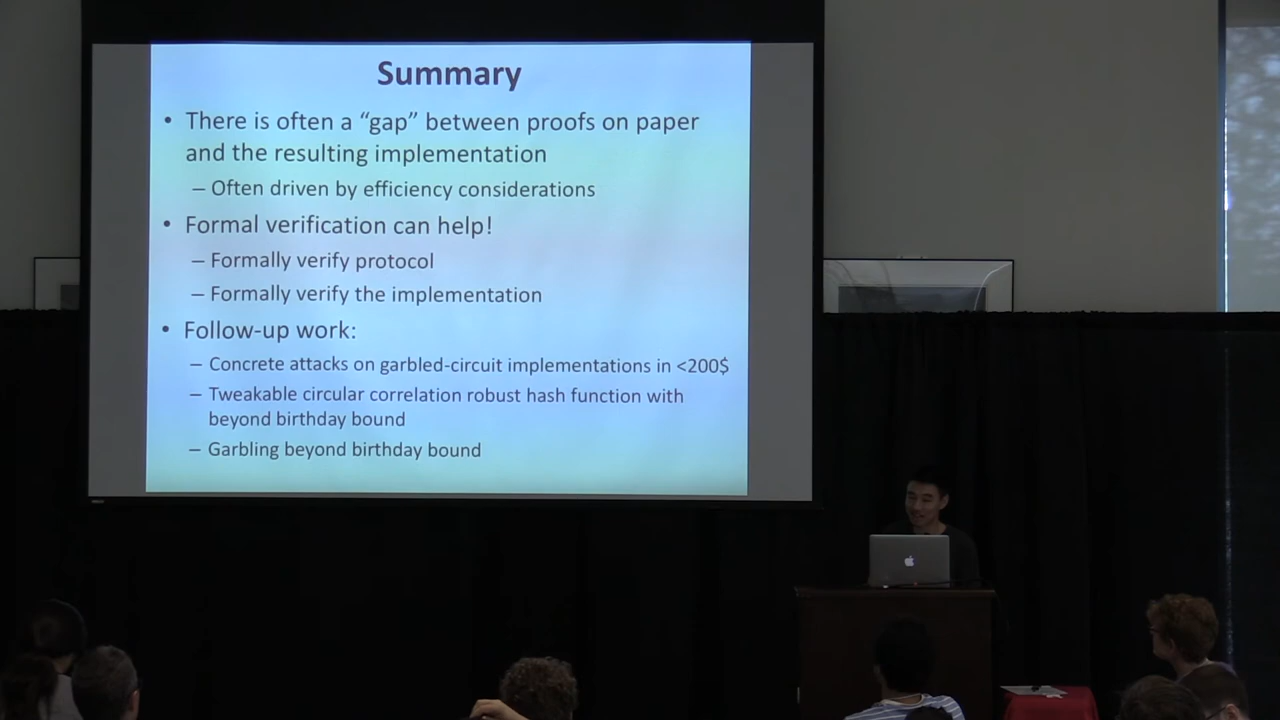 Summary
• There is often a “gap” between proofs on paper
and the resulting implementation
– Often driven by efficiency considerations
• Formal verification can help!
– Formally verify protocol
– Formally verify the implementation
• Follow-up work:
– Concrete attacks on garbled-circuit implementations in <200$
– Tweakable circular correlation robust hash function with
beyond birthday bound
– Garbling beyond birthday bound